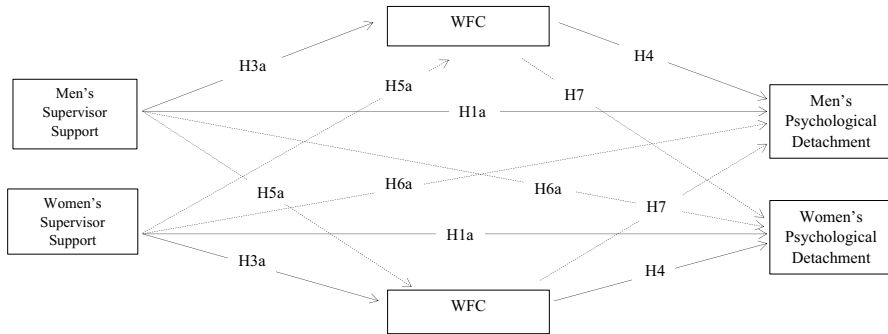 WFC
H3a
H4
H5a
H7
Men's
Supervisor
Support
H1a
Men's
Psychological
Detachment
H5a
H6a
H6a
H7
Women's
Supervisor
Support
H1a
Women's
Psychological
Detachment
H3a
H4
WFC